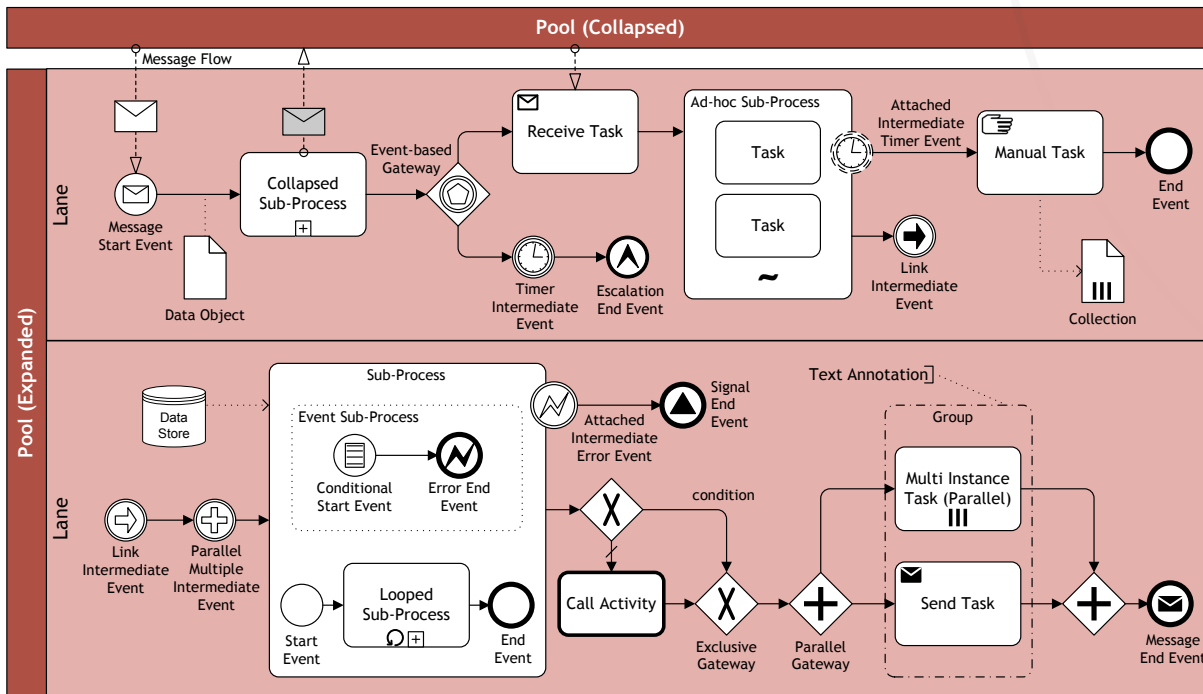 Pool (Collapsed)
Message Flow
Pool (Expanded)
Lane
Message
Start Event
Data Object
Collapsed
Sub-Process
Event-based
Gateway
Receive Task
Timer
Intermediate
Event
Escalation
End Event
Ad-hoc Sub-Process
Task
Task
Attached
Intermediate
Timer Event
Link
Intermediate
Event
Manual Task
Collection
End
Event
Lane
Data
Store
Link
Intermediate
Event
Parallel
Multiple
Intermediate
Event
Sub-Process
Event Sub-Process
Conditional
Start Event
Error End
Event
Start
Event
Looped
Sub-Process
End
Event
Attached
Intermediate
Error Event
Signal
End
Event
condition
Call Activity
Exclusive
Gateway
Parallel
Gateway
Text Annotation
Group
Multi Instance
Task (Parallel)
Send Task
Message
End Event